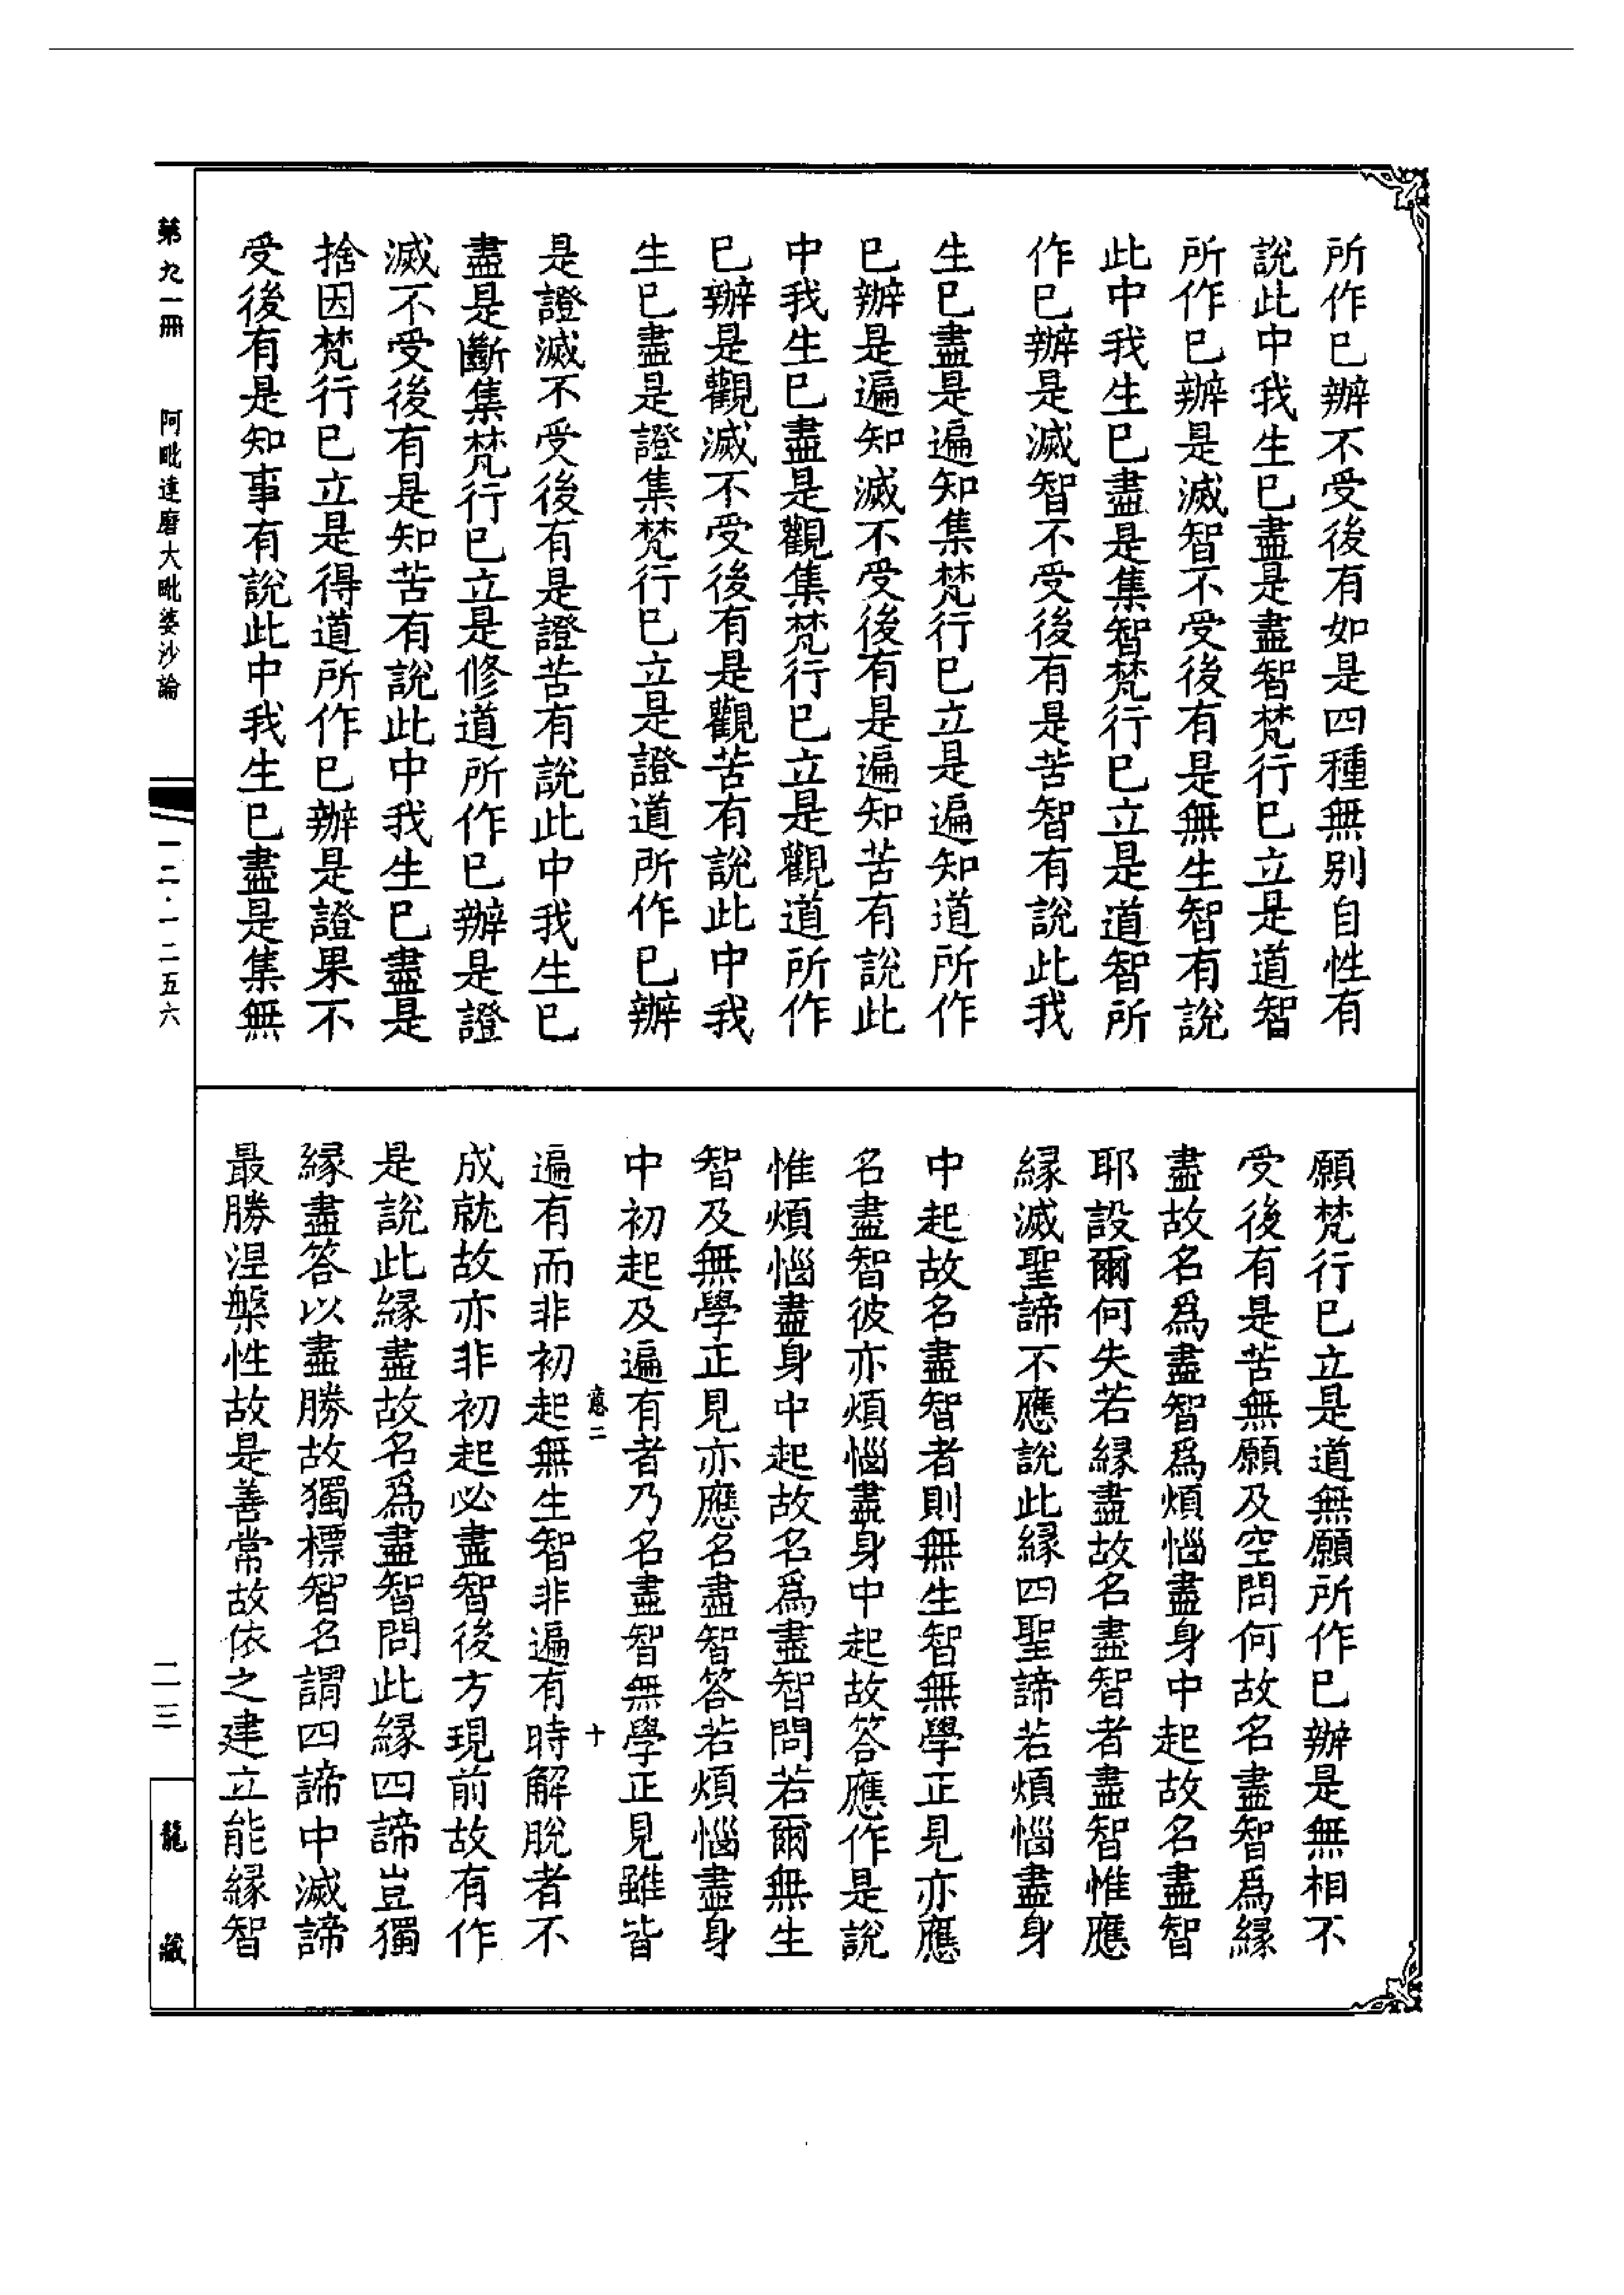 所作已辦不受後有如是四種無别自性有
說此中我生已盡是盡智梵行已立是道智
所作已辦是滅智不受後有是無生智有說
此中我生已盡是集智梵行已立是道智所
作已辦是滅智不受後有是苦智有說此我
生已盡是遍知集梵行已立是遍知道所作
已辦是遍知滅不受後有是遍知苦有說此
中我生已盡是觀集梵行已立是觀道所作
已辦是觀滅不受後有是觀苦有說此中我
生已盡是證集梵行已立是證道所作已辦
是證滅不受後有是證苦有說此中我生已
盡是斷集梵行已立是修道所作已辦是證
滅不受後有是知苦有說此中我生已盡是
捨因梵行已立是得道所作已辦是證果不
受後有是知事有說此中我生已盡是集無
願梵行已立是道無願所作已辦是無相不
受後有是苦無願及空問何故名盡智爲縁
盡故名爲盡智爲煩惱盡身中起故名盡智
耶設爾何失若縁盡故名盡智者盡智惟應
縁滅聖諦不應說此縁四聖諦若煩惱盡身
中起故名盡智者則無生智無學正見亦應
名盡智彼亦煩惱盡身中起故答應作是說
惟煩惱盡身中起故名爲盡智問若爾無生
智及無學正見亦應名盡智答若煩惱盡身
中初起及遍有者乃名盡智無學正見雖皆
意二 十
遍有而非初起無生智非遍有時解脫者不
成就故亦非初起必盡智後方現前故有作
是說此縁盡故名爲盡智問此縁四諦豈獨
縁盡答以盡勝故獨標智名謂四諦中滅諦
最勝涅槃性故是善常故依之建立能縁智
第九一冊
阿毗達磨大毗婆沙論
一二·一二五六
二三
龍藏